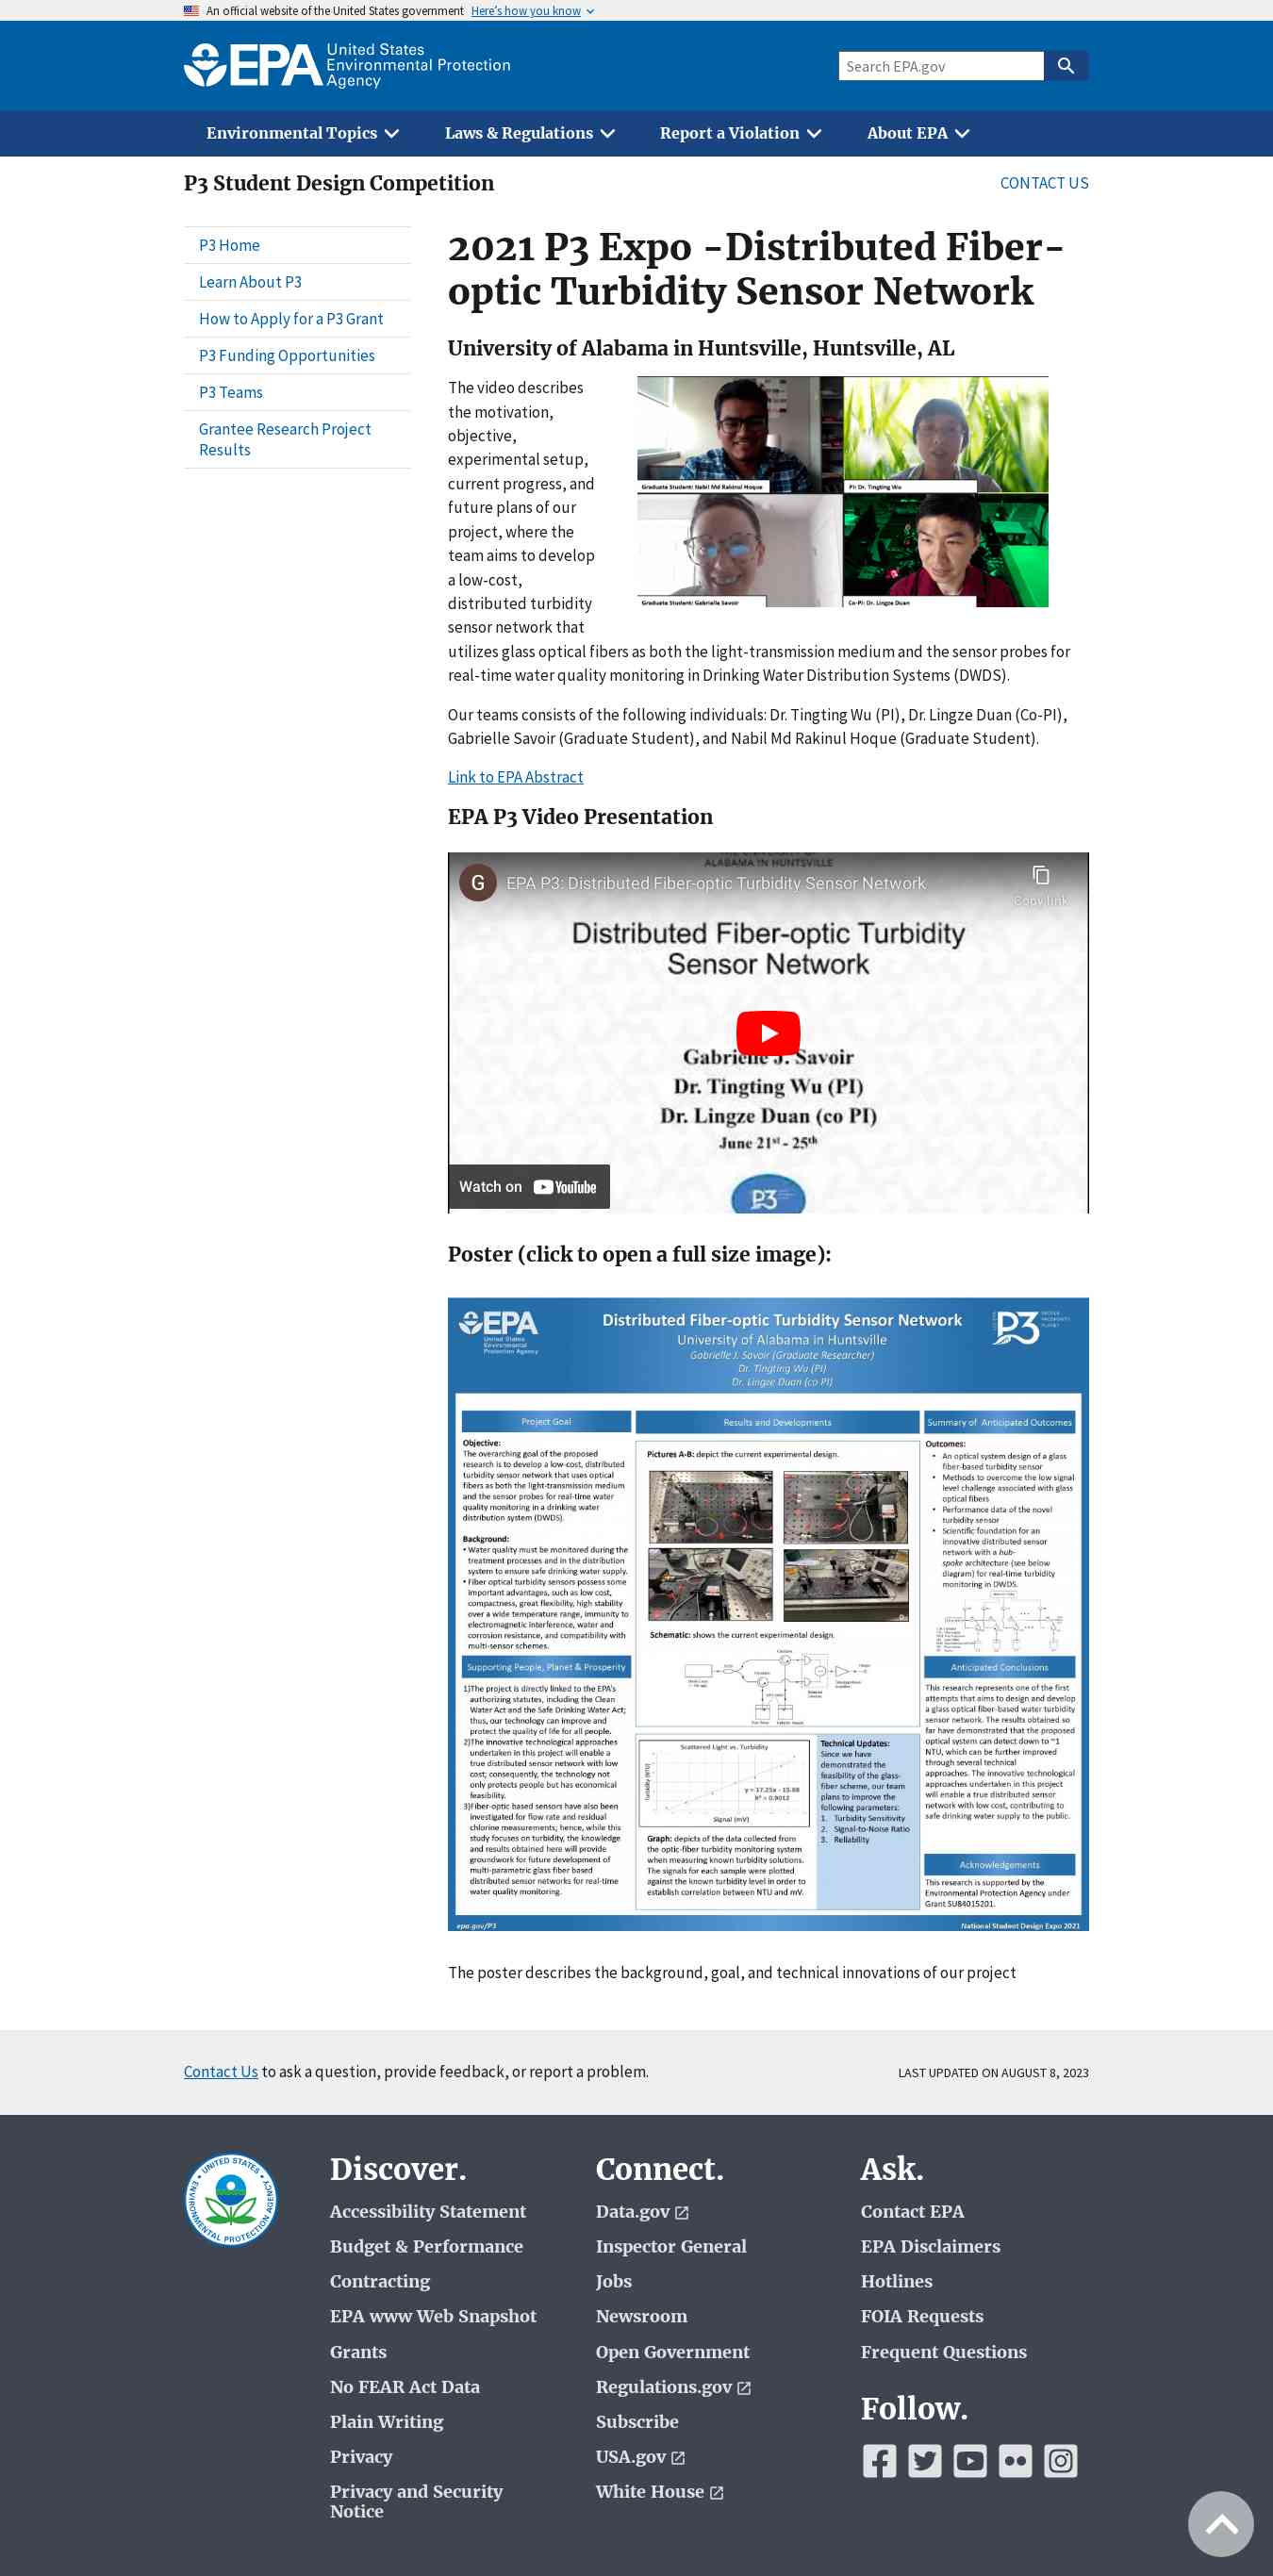 An official website of the United States government Here's how you know
EPA United States
Environmental Protection
Agency
Search EPA.gov
Environmental Topics Laws & Regulations Report a Violation About EPA
P3 Student Design Competition
CONTACT US
P3 Home
Learn About P3
How to Apply for a P3 Grant
P3 Funding Opportunities
P3 Teams
Grantee Research Project
Results
2021 P3 Expo -Distributed Fiber-
optic Turbidity Sensor Network
University of Alabama in Huntsville, Huntsville, AL
The video describes
the motivation,
objective,
experimental setup,
current progress, and
future plans of our
project, where the
team aims to develop
a low-cost,
distributed turbidity
sensor network that
utilizes glass optical fibers as both the light-transmission medium and the sensor probes for
real-time water quality monitoring in Drinking Water Distribution Systems (DWDS).
Graduate Student: Nabil Md Rakinul Hoque
PI: Dr. Tingting Wu
Graduate Student: Gabrielle Savoir
Co-PI: Dr. Lingze Duan
Our teams consists of the following individuals: Dr. Tingting Wu (PI), Dr. Lingze Duan (Co-PI),
Gabrielle Savoir (Graduate Student), and Nabil Md Rakinul Hoque (Graduate Student).
Link to EPA Abstract
EPA P3 Video Presentation
ALABAMA IN HUNTSVILLE
G EPA P3: Distributed Fiber-optic Turbidity Sensor Network
Copy link
Distributed Fiber-optic Turbidity
Sensor Network
Gabrielle J. Savoir
Dr. Tingting Wu (PI)
Dr. Lingze Duan (co PI)
June 21st - 25th
P3
Watch on YouTube
Poster (click to open a full size image):
EPA
United States
Environmental Protection
Agency
Distributed Fiber-optic Turbidity Sensor Network
University of Alabama in Huntsville
Gabrielle J. Savoir (Graduate Researcher)
Dr. Tingting Wu (PI)
Dr. Lingze Duan (co PI)
P3
Project Goal
Objective:
The overarching goal of the proposed
research is to develop a low-cost, distributed
turbidity sensor network that uses optical
fibers as both the light-transmission medium
and the sensor probes for real-time water
quality monitoring in a drinking water
distribution system (DWDS).
Background:
• Water quality must be monitored during the
treatment processes and in the distribution
system to ensure safe drinking water supply.
• Fiber optical turbidity sensors possess some
important advantages, such as low cost,
compactness, great flexibility, high stability
over a wide temperature range, immunity to
electromagnetic interference, water and
corrosion resistance, and compatibility with
multi-sensor schemes.
Supporting People, Planet & Prosperity
1)The project is directly linked to the EPA's
authorizing statutes, including the Clean
Water Act and the Safe Drinking Water Act;
thus, our technology can improve and
protect the quality of life for all people.
2)The innovative technological approaches
undertaken in this project will enable a
true distributed sensor network with low
cost; consequently, the technology not
only protects people but has economical
feasibility.
3)Fiber-optic based sensors have also been
investigated for flow rate and residual
chlorine measurements; hence, while this
study focuses on turbidity, the knowledge
and results obtained here will provide
groundwork for future development of
multi-parametric glass fiber based
distributed sensor networks for real-time
water quality monitoring.
Results and Developments
Pictures A-B: depict the current experimental design.
Schematic: shows the current experimental design.
Scattered Light vs. Turbidity
Turbidity (NTU)
y = 37.25x - 15.88
R² = 0.9012
Signal (mV)
Graph: depicts of the data collected from
the optic-fiber turbidity monitoring system
when measuring known turbidity solutions.
The signals for each sample were plotted
against the known turbidity level in order to
establish correlation between NTU and mV.
Technical Updates:
Since we have
demonstrated the
feasibility of the glass-
fiber scheme, our team
plans to improve the
following parameters:
1. Turbidity Sensitivity
2. Signal-to-Noise Ratio
3. Reliability
Summary of Anticipated Outcomes
Outcomes:
• An optical system design of a glass
fiber-based turbidity sensor
• Methods to overcome the low signal
level challenge associated with glass
optical fibers
• Performance data of the novel
turbidity sensor
• Scientific foundation for an
innovative distributed sensor
network with a hub-
spoke architecture (see below
diagram) for real-time turbidity
monitoring in DWDS.
Anticipated Conclusions
This research represents one of the first
attempts that aims to design and develop
a glass optical fiber-based water turbidity
sensor network. The results obtained so
far have demonstrated that the proposed
optical system can detect down to ~1
NTU, which can be further improved
through several technical
approaches. The innovative technological
approaches undertaken in this project
will enable a true distributed sensor
network with low cost, contributing to
safe drinking water supply to the public.
Acknowledgements
This research is supported by the
Environmental Protection Agency under
Grant SU84015201.
epa.gov/P3
National Student Design Expo 2021
The poster describes the background, goal, and technical innovations of our project
Contact Us to ask a question, provide feedback, or report a problem.
LAST UPDATED ON AUGUST 8, 2023
UNITED STATES
ENVIRONMENTAL PROTECTION AGENCY
Discover.
Accessibility Statement
Budget & Performance
Contracting
EPA www Web Snapshot
Grants
No FEAR Act Data
Plain Writing
Privacy
Privacy and Security
Notice
Connect.
Data.gov
Inspector General
Jobs
Newsroom
Open Government
Regulations.gov
Subscribe
USA.gov
White House
Ask.
Contact EPA
EPA Disclaimers
Hotlines
FOIA Requests
Frequent Questions
Follow.